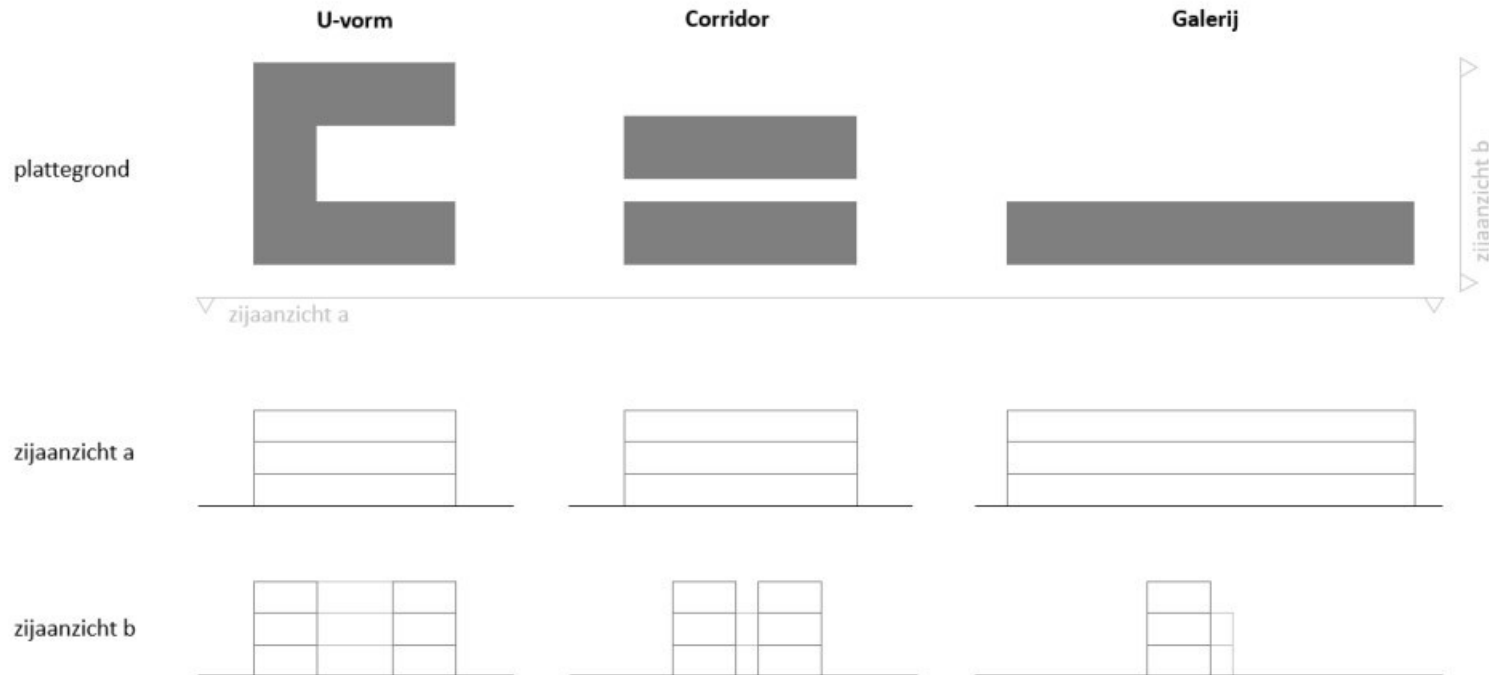 U-vorm
Corridor
Galerij
plattegrond
zijaanzicht b
zijaanzicht a
zijaanzicht a
zijaanzicht b